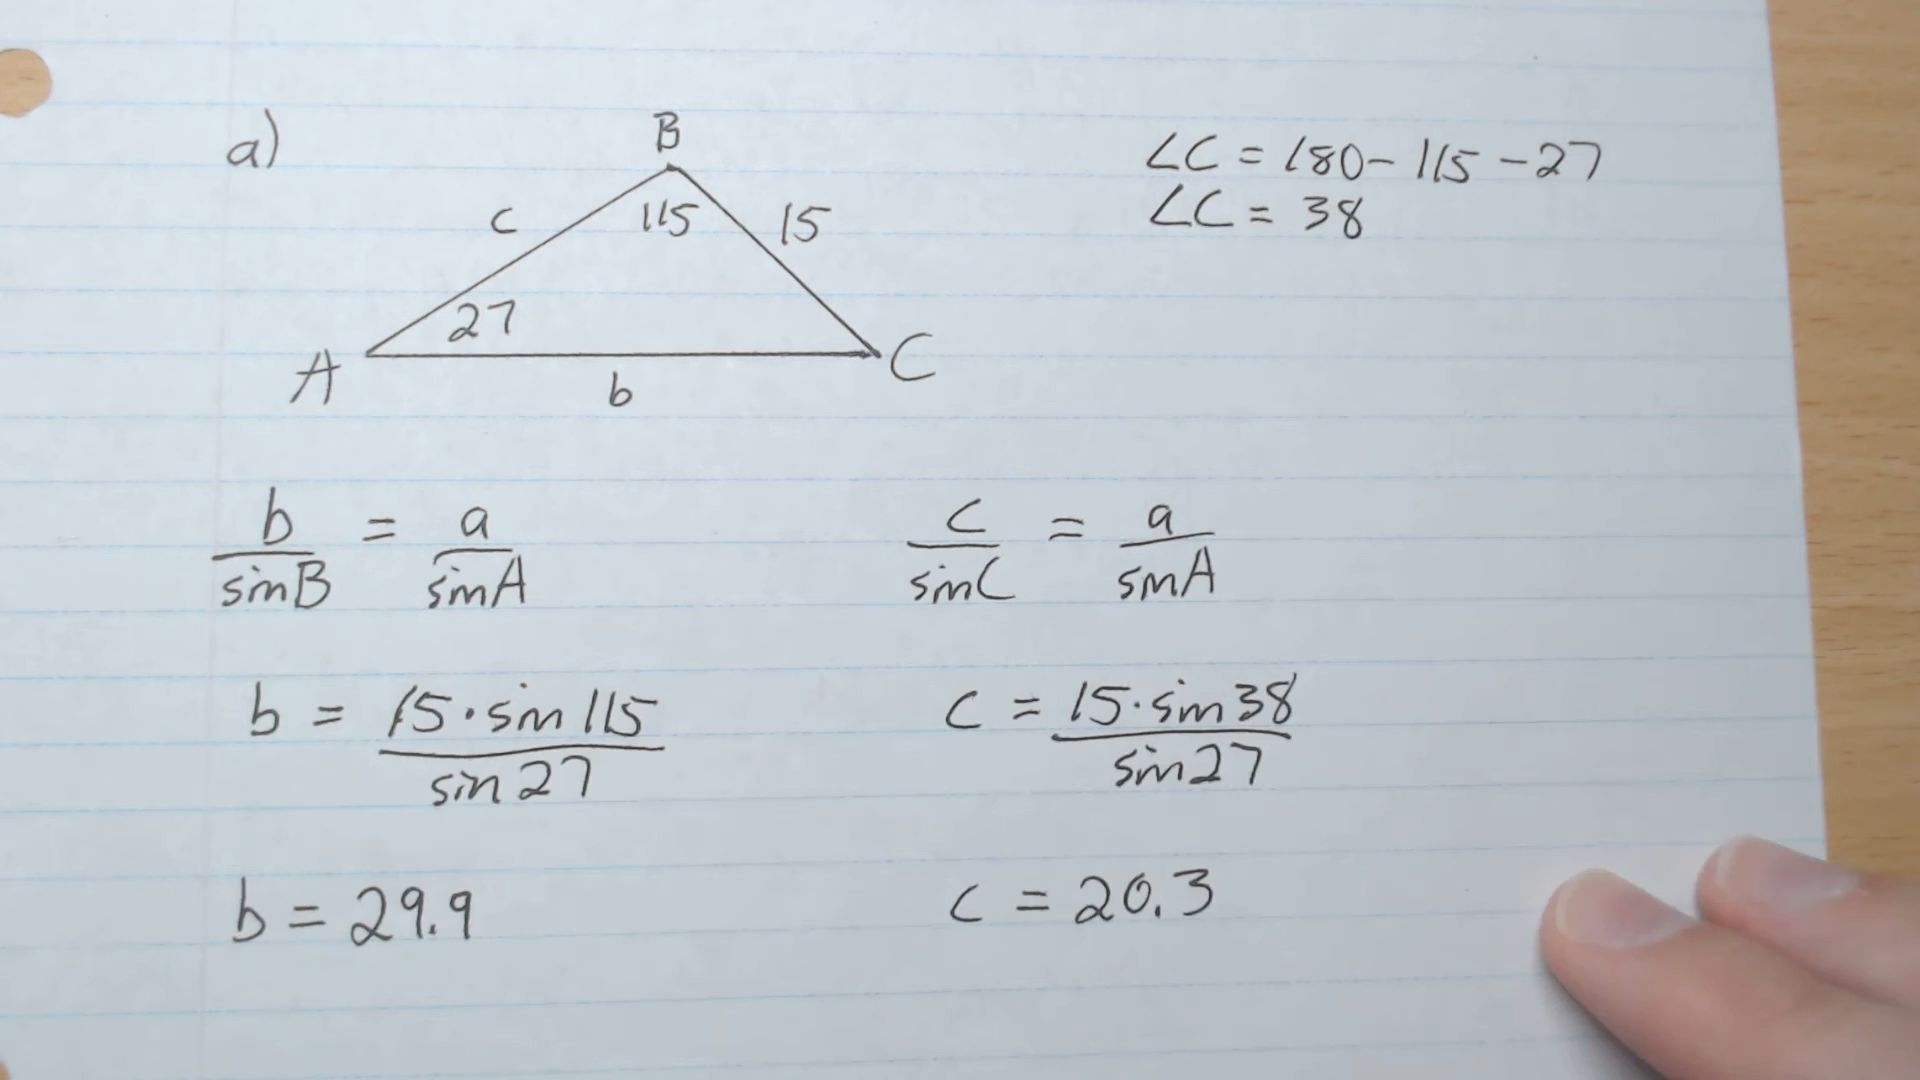 a)
B
c
115
15
27
A
C
b
∠C = 180 - 115 - 27
∠C = 38
b/sinB = a/sinA
c/sinC = a/sinA
b = 15·sin115/sin27
c = 15·sin38/sin27
b = 29.9
c = 20.3